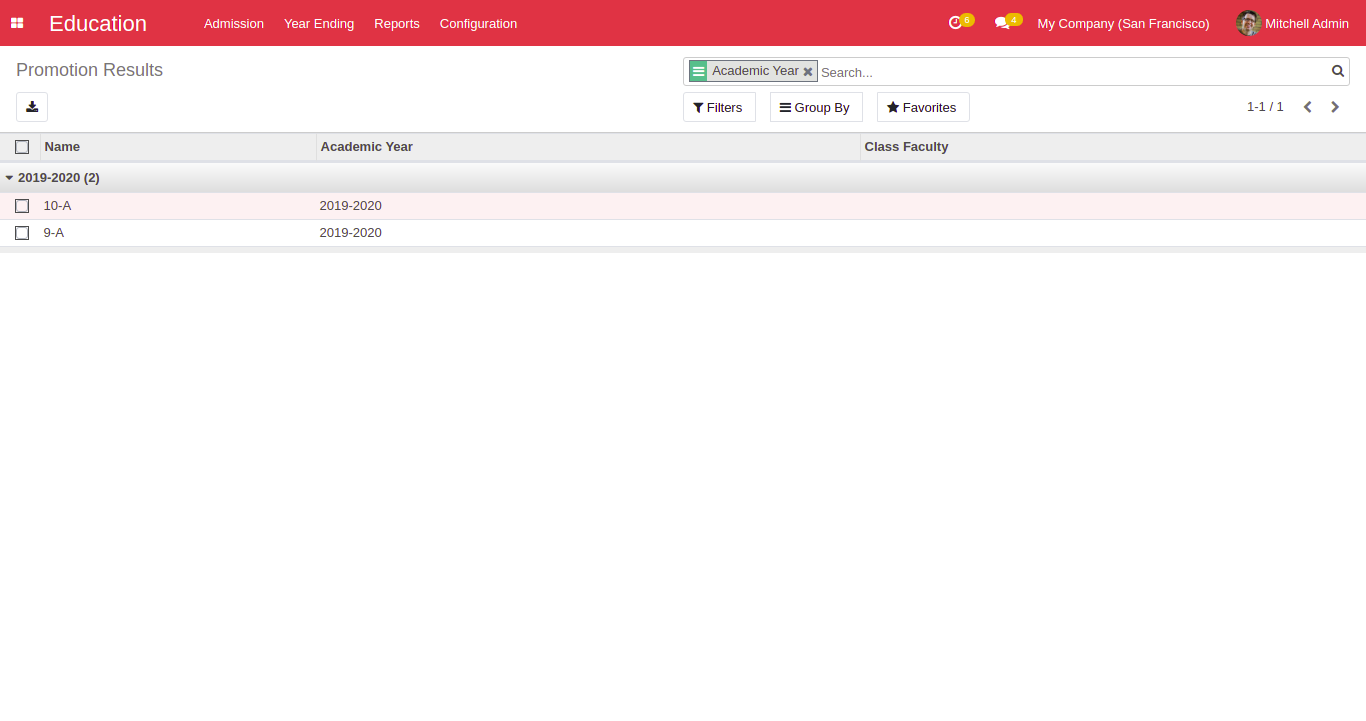 Education Admission Year Ending Reports Configuration 6 4 My Company (San Francisco) Mitchell Admin
Promotion Results
Academic Year Search...
Filters Group By Favorites 1-1 / 1
Name Academic Year Class Faculty
2019-2020 (2)
10-A 2019-2020
9-A 2019-2020